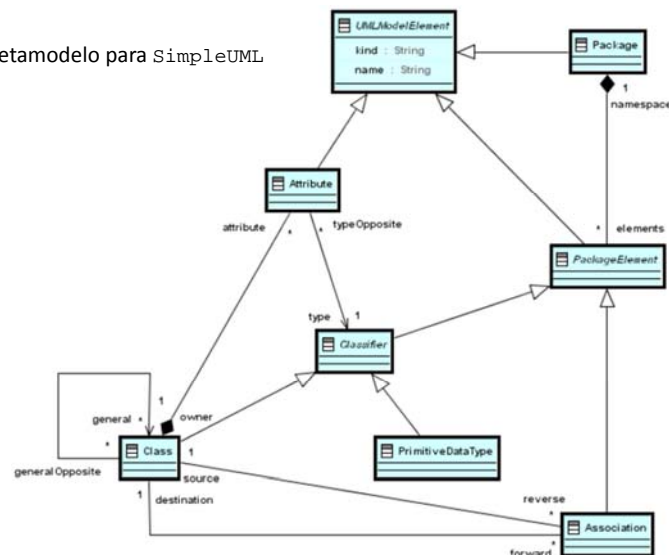 etamodelo para SimpleUML
UMLModelElement
kind : String
name : String
Package
1
namespace
Attribute
attribute
*
*
typeOpposite
*
elements
PackageElement
type
1
Classifier
1
general
*
owner
Class
1
PrimitiveDataType
*
generalOpposite
source
1
destination
reverse
*
Association
*
forward